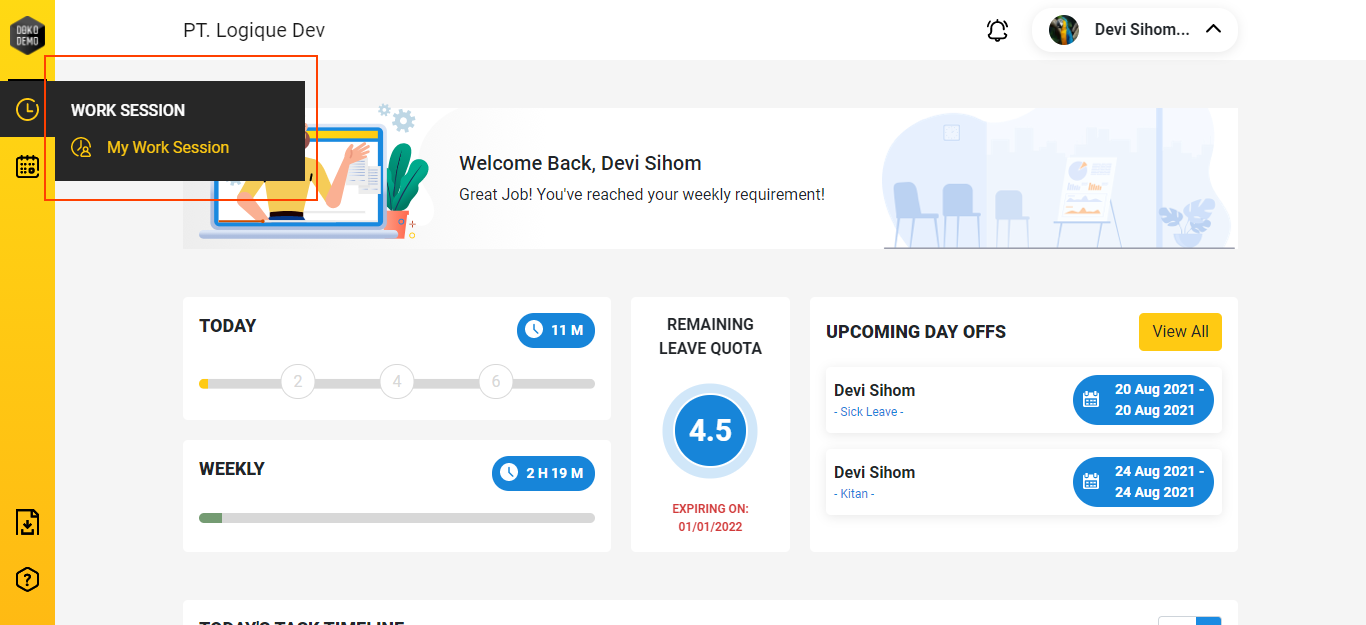 DOKO
DEMO
PT. Logique Dev
Devi Sihom...
WORK SESSION
My Work Session
Welcome Back, Devi Sihom
Great Job! You've reached your weekly requirement!
TODAY
11 M
2 4 6
WEEKLY
2 H 19 M
REMAINING
LEAVE QUOTA
4.5
EXPIRING ON:
01/01/2022
UPCOMING DAY OFFS
View All
Devi Sihom
- Sick Leave -
20 Aug 2021 -
20 Aug 2021
Devi Sihom
- Kitan -
24 Aug 2021 -
24 Aug 2021
TODAY'S TASK TIMELINE